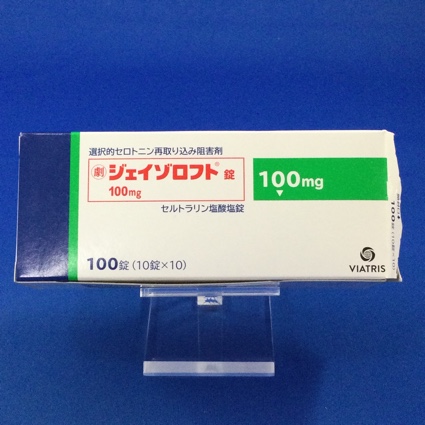 選択的セロトニン再取り込み阻害剤
劇 ジェイゾロフト® 錠
100mg
100mg
セルトラリン塩酸塩錠
100錠(10錠×10)
VIATRIS